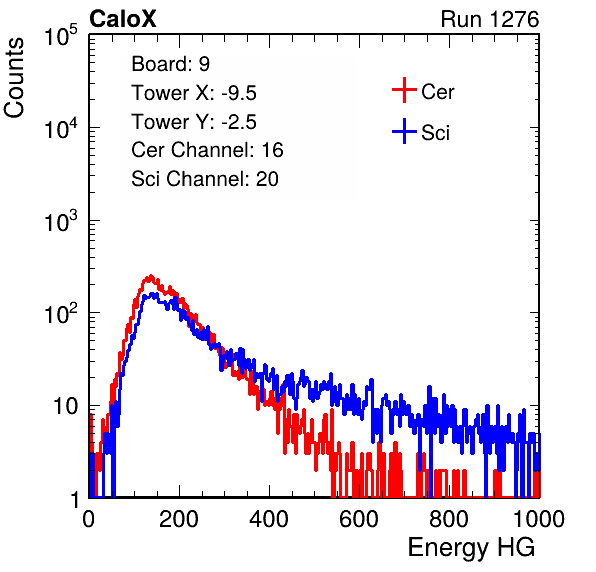 CaloX Run 1276
Counts
Board: 9
Tower X: -9.5
Tower Y: -2.5
Cer Channel: 16
Sci Channel: 20
Cer
Sci
10^5
10^4
10^3
10^2
10
1
0 200 400 600 800 1000
Energy HG